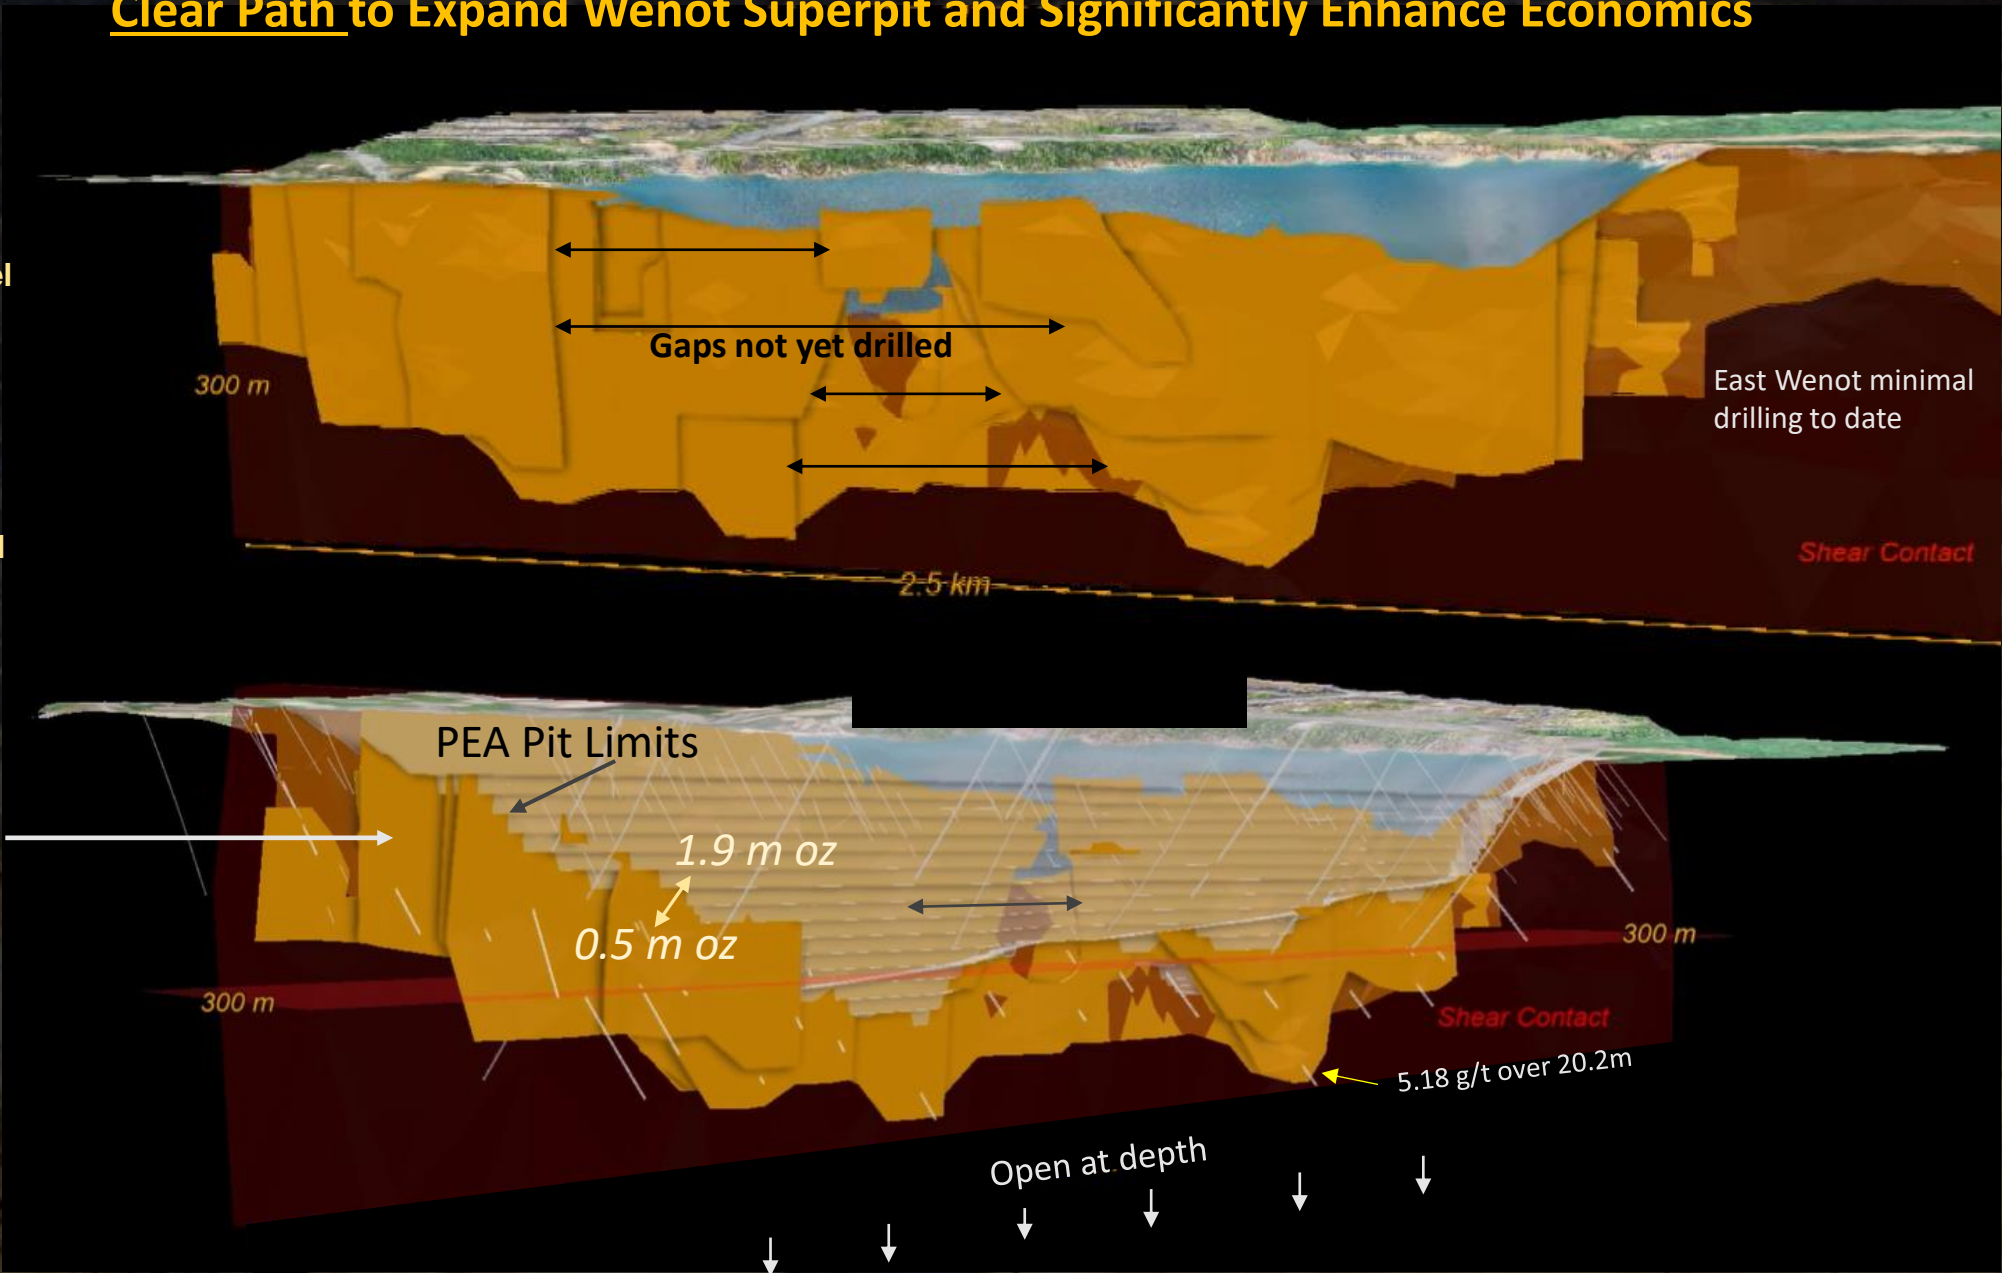 Clear Path to Expand Wenot Superpit and Significantly Enhance Economics
Gaps not yet drilled
300 m
East Wenot minimal
drilling to date
Shear Contact
2.5 km
PEA Pit Limits
1.9 m oz
0.5 m oz
300 m
300 m
Shear Contact
5.18 g/t over 20.2m
Open at depth